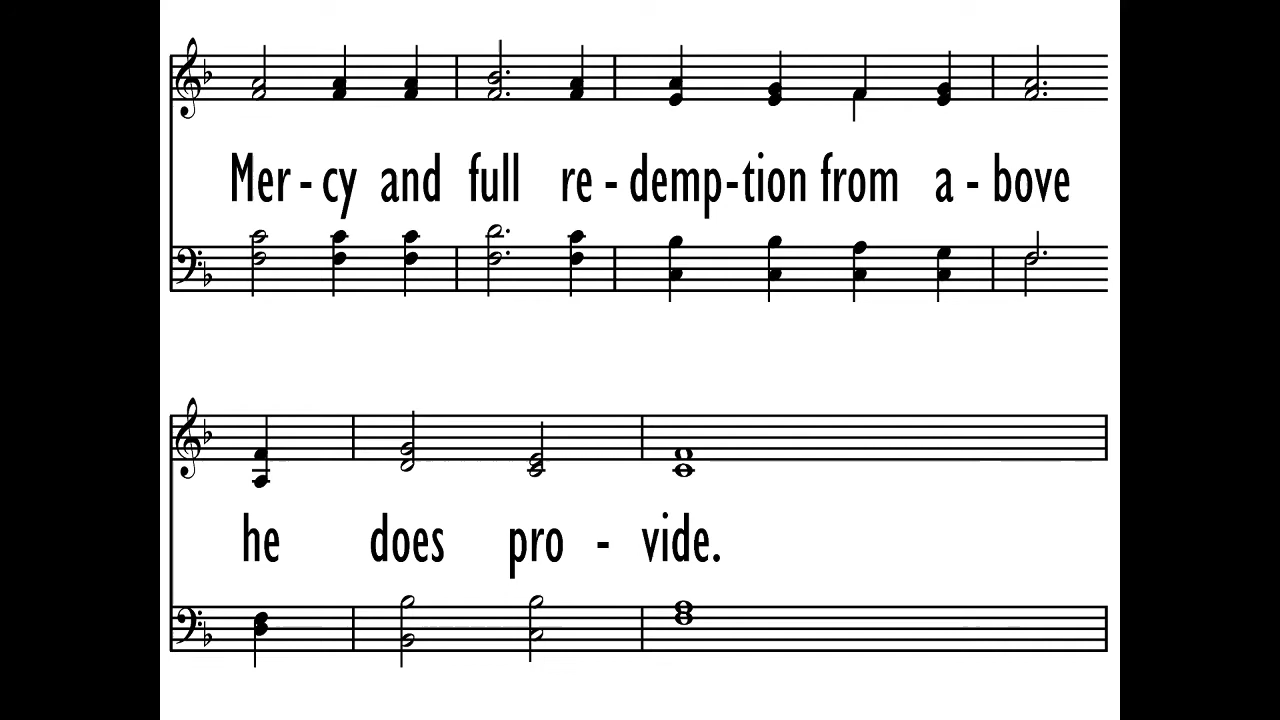 Mer - cy and full re - demp - tion from a - bove
he does pro - vide.